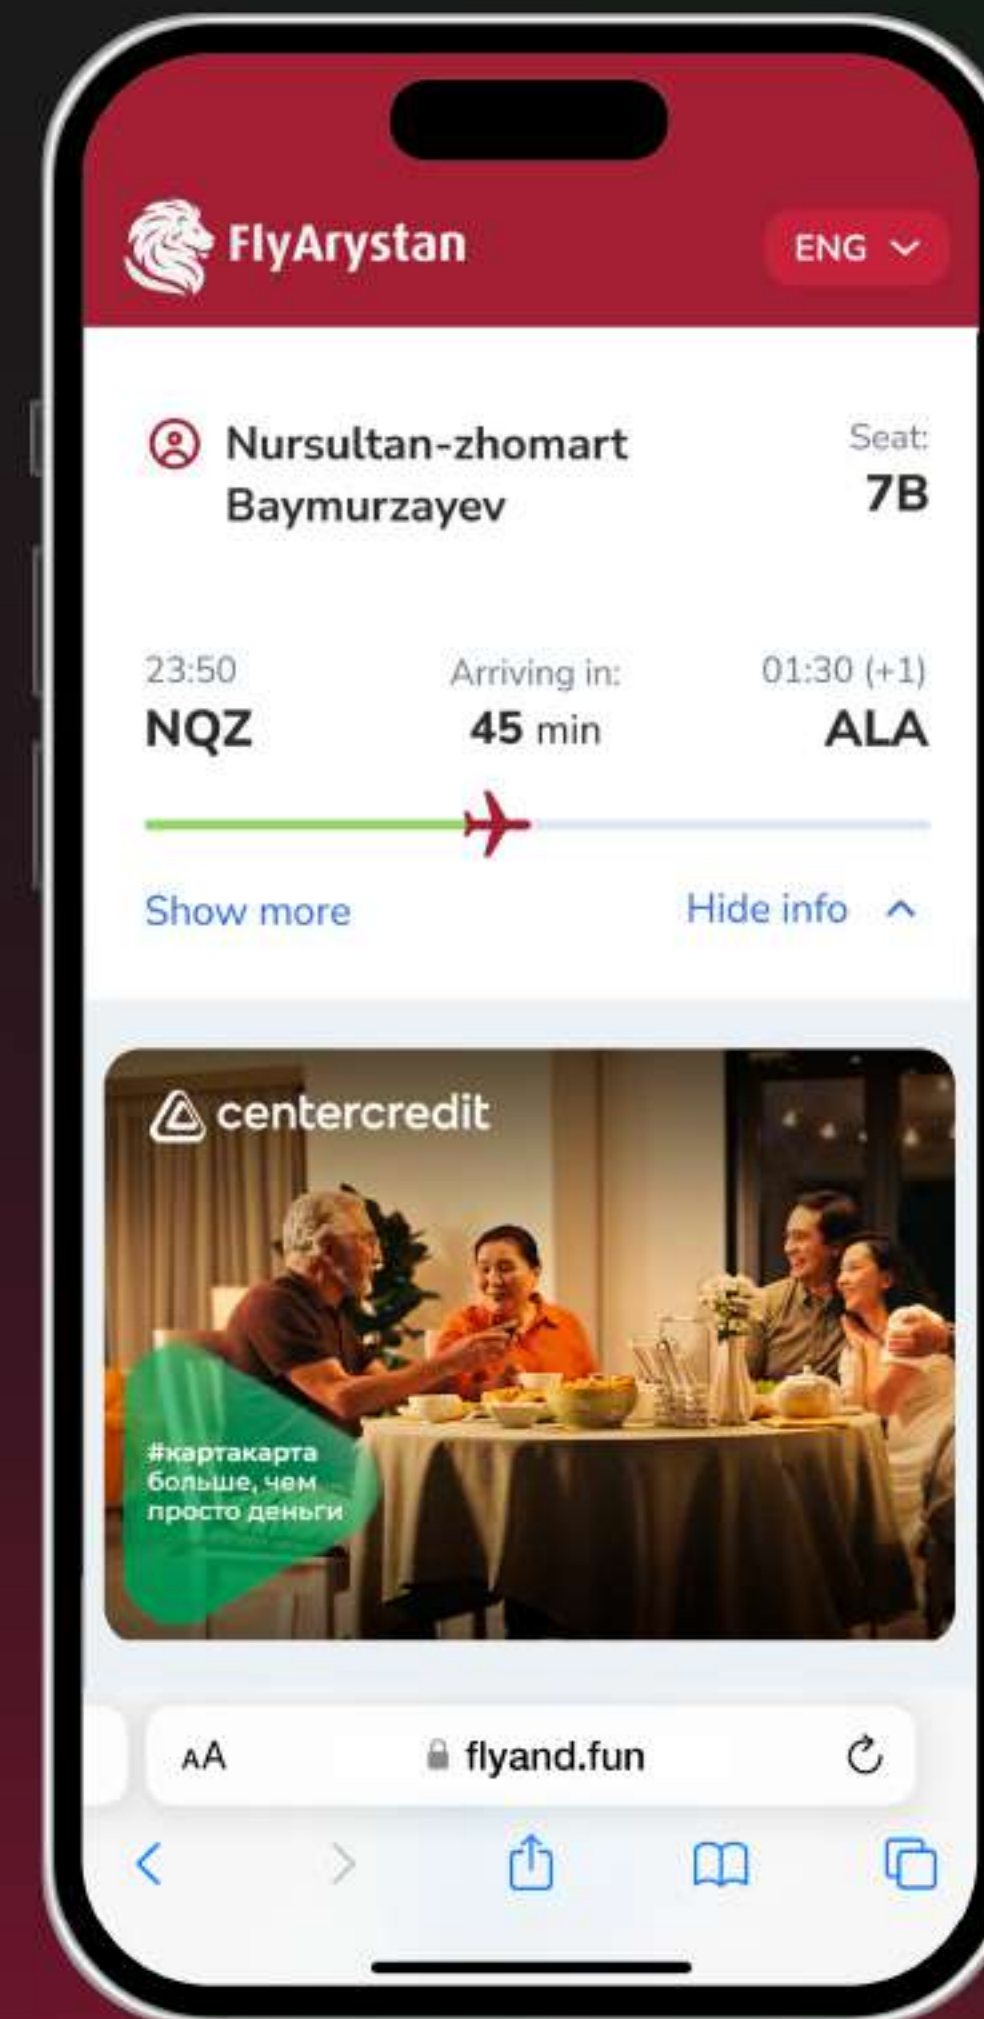 FlyArystan
ENG
Nursultan-zhomart
Baymurzayev
Seat:
7B
23:50
NQZ
Arriving in:
45 min
01:30 (+1)
ALA
Show more
Hide info
centercredit
#картакарта
больше, чем
просто деньги
AA
flyand.fun